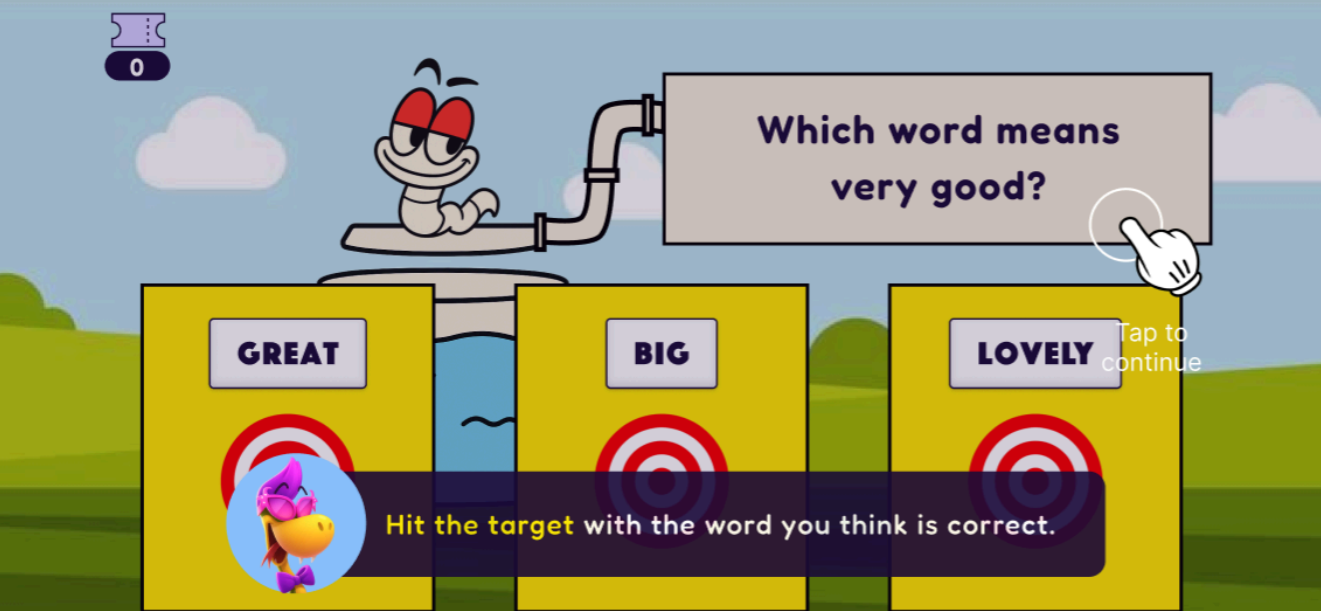 0
Which word means
very good?
GREAT
BIG
LOVELY
Tap to
continue
Hit the target with the word you think is correct.